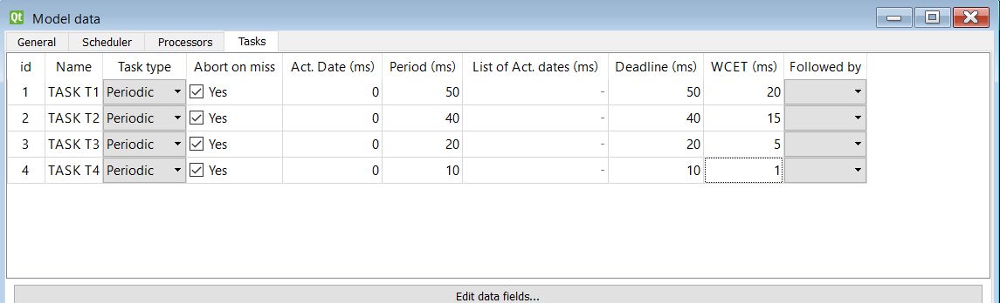 Qt Model data
General Scheduler Processors Tasks
id Name Task type Abort on miss Act. Date (ms) Period (ms) List of Act. dates (ms) Deadline (ms) WCET (ms) Followed by
1 TASK T1 Periodic Yes 0 50 - 50 20
2 TASK T2 Periodic Yes 0 40 - 40 15
3 TASK T3 Periodic Yes 0 20 - 20 5
4 TASK T4 Periodic Yes 0 10 - 10 1
Edit data fields...